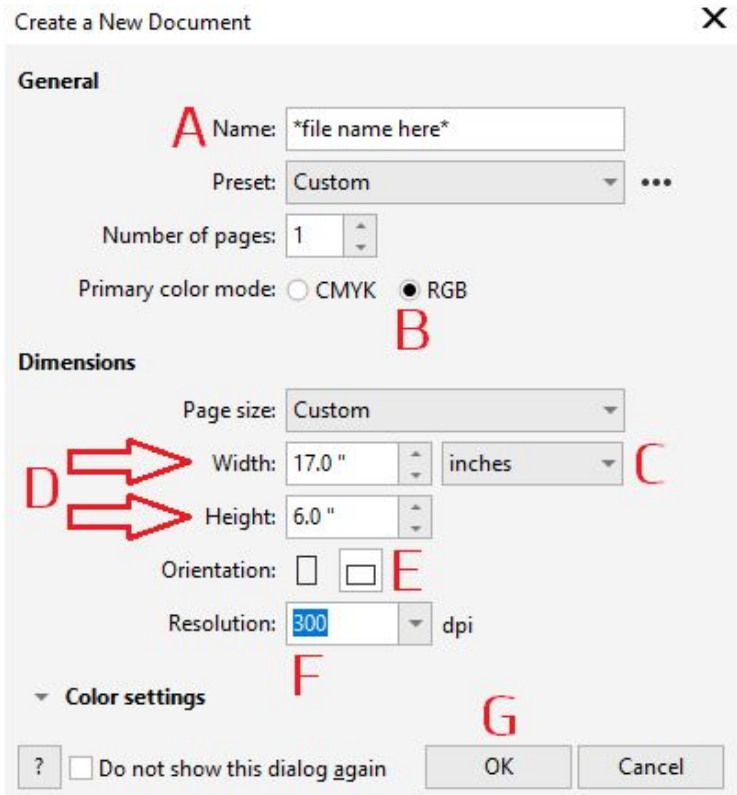 Create a New Document
General
A Name: *file name here*
Preset: Custom
Number of pages: 1
Primary color mode: CMYK RGB
B
Dimensions
Page size: Custom
D Width: 17.0 " inches C
Height: 6.0 "
Orientation: E
Resolution: 300 dpi
F
Color settings
G
? Do not show this dialog again OK Cancel